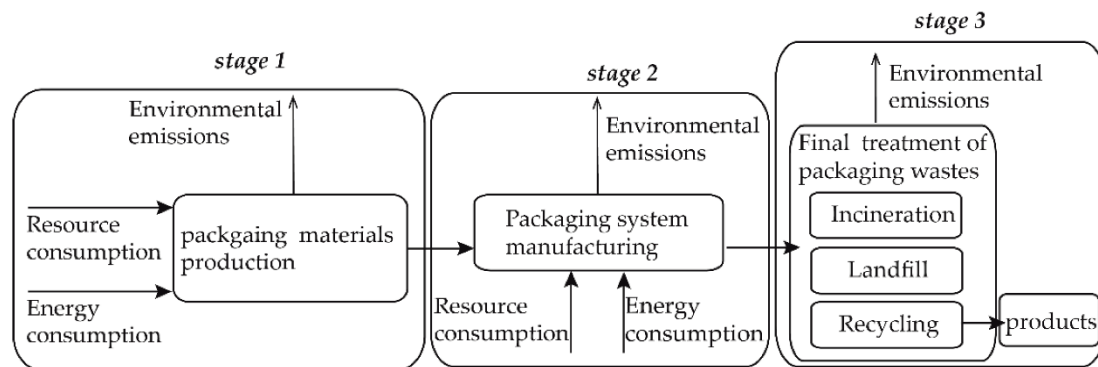 stage 1
Environmental
emissions
Resource
consumption
packgaing materials
production
Energy
consumption
stage 2
Environmental
emissions
Packaging system
manufacturing
Resource
consumption
Energy
consumption
stage 3
Environmental
emissions
Final treatment of
packaging wastes
Incineration
Landfill
Recycling
products